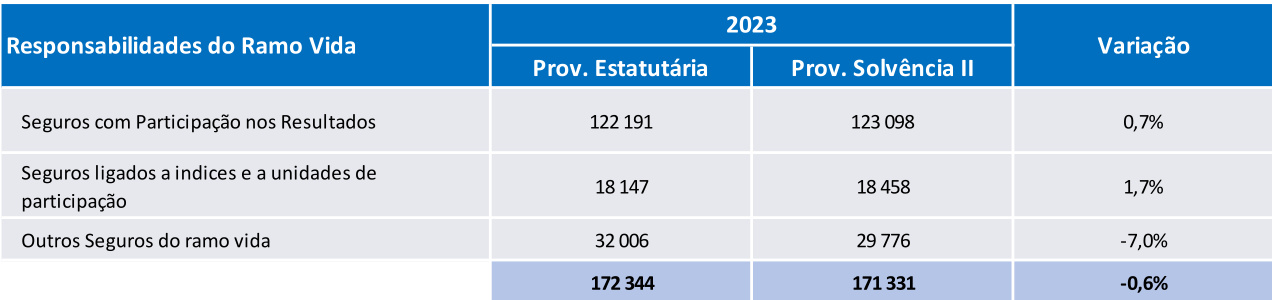 Responsabilidades do Ramo Vida 2023 Variação
Prov. Estatutária Prov. Solvência II
Seguros com Participação nos Resultados 122 191 123 098 0,7%
Seguros ligados a indices e a unidades de
participação 18 147 18 458 1,7%
Outros Seguros do ramo vida 32 006 29 776 -7,0%
172 344 171 331 -0,6%